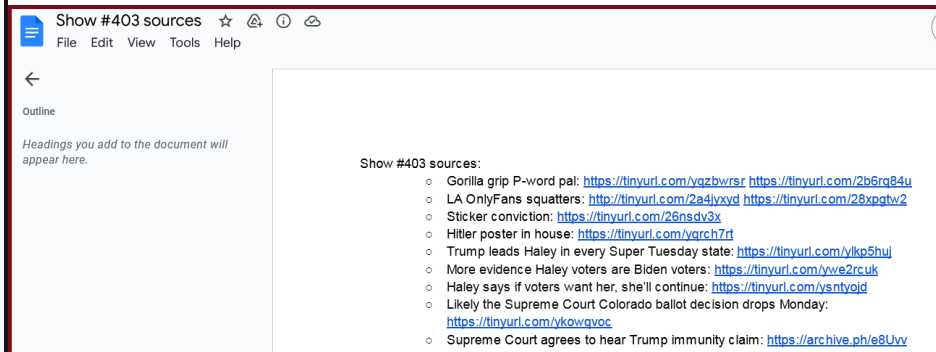 Show #403 sources
File Edit View Tools Help
Outline
Headings you add to the document will
appear here.
Show #403 sources:
○ Gorilla grip P-word pal: https://tinyurl.com/yqzbwrsr https://tinyurl.com/2b6rq84u
○ LA OnlyFans squatters: http://tinyurl.com/2a4jyxyd https://tinyurl.com/28xpgtw2
○ Sticker conviction: https://tinyurl.com/26nsdv3x
○ Hitler poster in house: https://tinyurl.com/yqrch7rt
○ Trump leads Haley in every Super Tuesday state: https://tinyurl.com/ylkp5huj
○ More evidence Haley voters are Biden voters: https://tinyurl.com/ywe2rcuk
○ Haley says if voters want her, she'll continue: https://tinyurl.com/ysntyojd
○ Likely the Supreme Court Colorado ballot decision drops Monday:
https://tinyurl.com/ykowqvoc
○ Supreme Court agrees to hear Trump immunity claim: https://archive.ph/e8Uvv